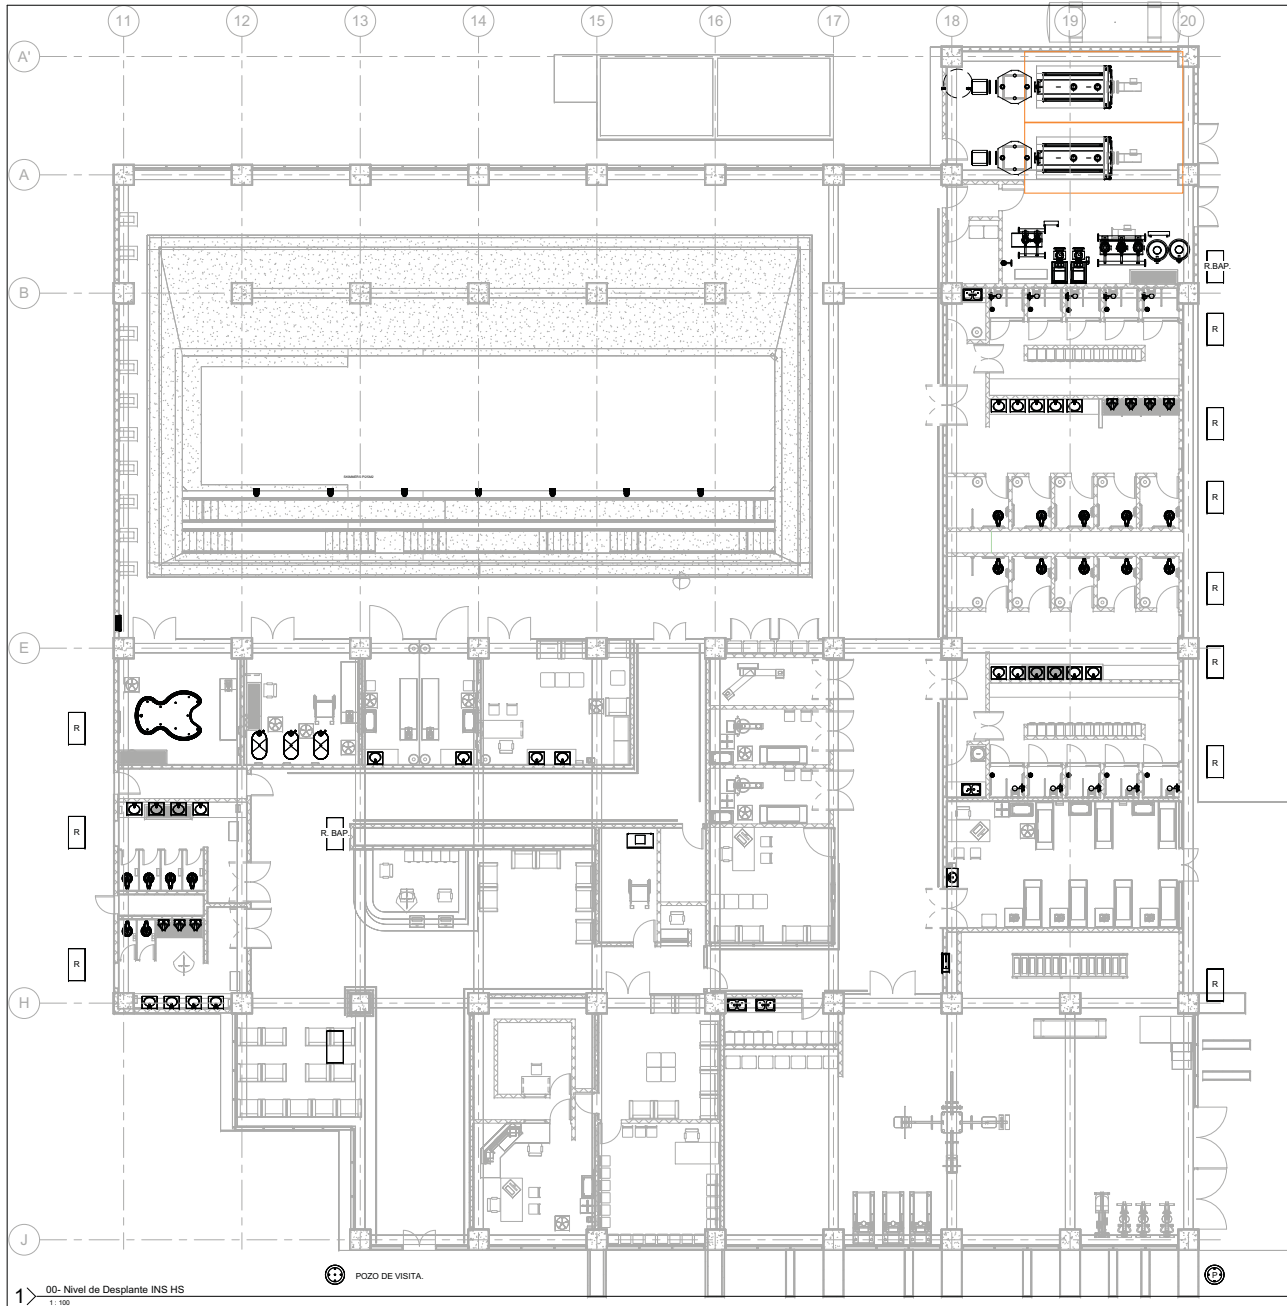 11 12 13 14 15 16 17 18 19 20
A'
A
R.BAP.
B
R
R
R
R
E
R
R
R
R
R. BAP.
R
R
H
J
POZO DE VISITA.
P
1
00- Nivel de Desplante INS HS
1 : 100